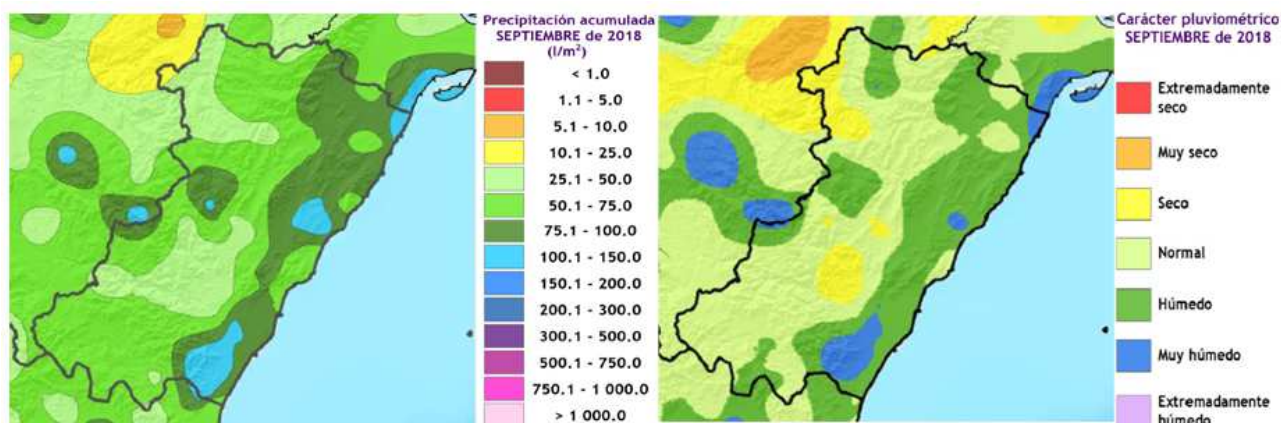 Precipitación acumulada
SEPTIEMBRE de 2018
(l/m²)
< 1.0
1.1 - 5.0
5.1 - 10.0
10.1 - 25.0
25.1 - 50.0
50.1 - 75.0
75.1 - 100.0
100.1 - 150.0
150.1 - 200.0
200.1 - 300.0
300.1 - 500.0
500.1 - 750.0
750.1 - 1 000.0
> 1 000.0
Carácter pluviométrico
SEPTIEMBRE de 2018
Extremadamente
seco
Muy seco
Seco
Normal
Húmedo
Muy húmedo
Extremadamente
húmedo